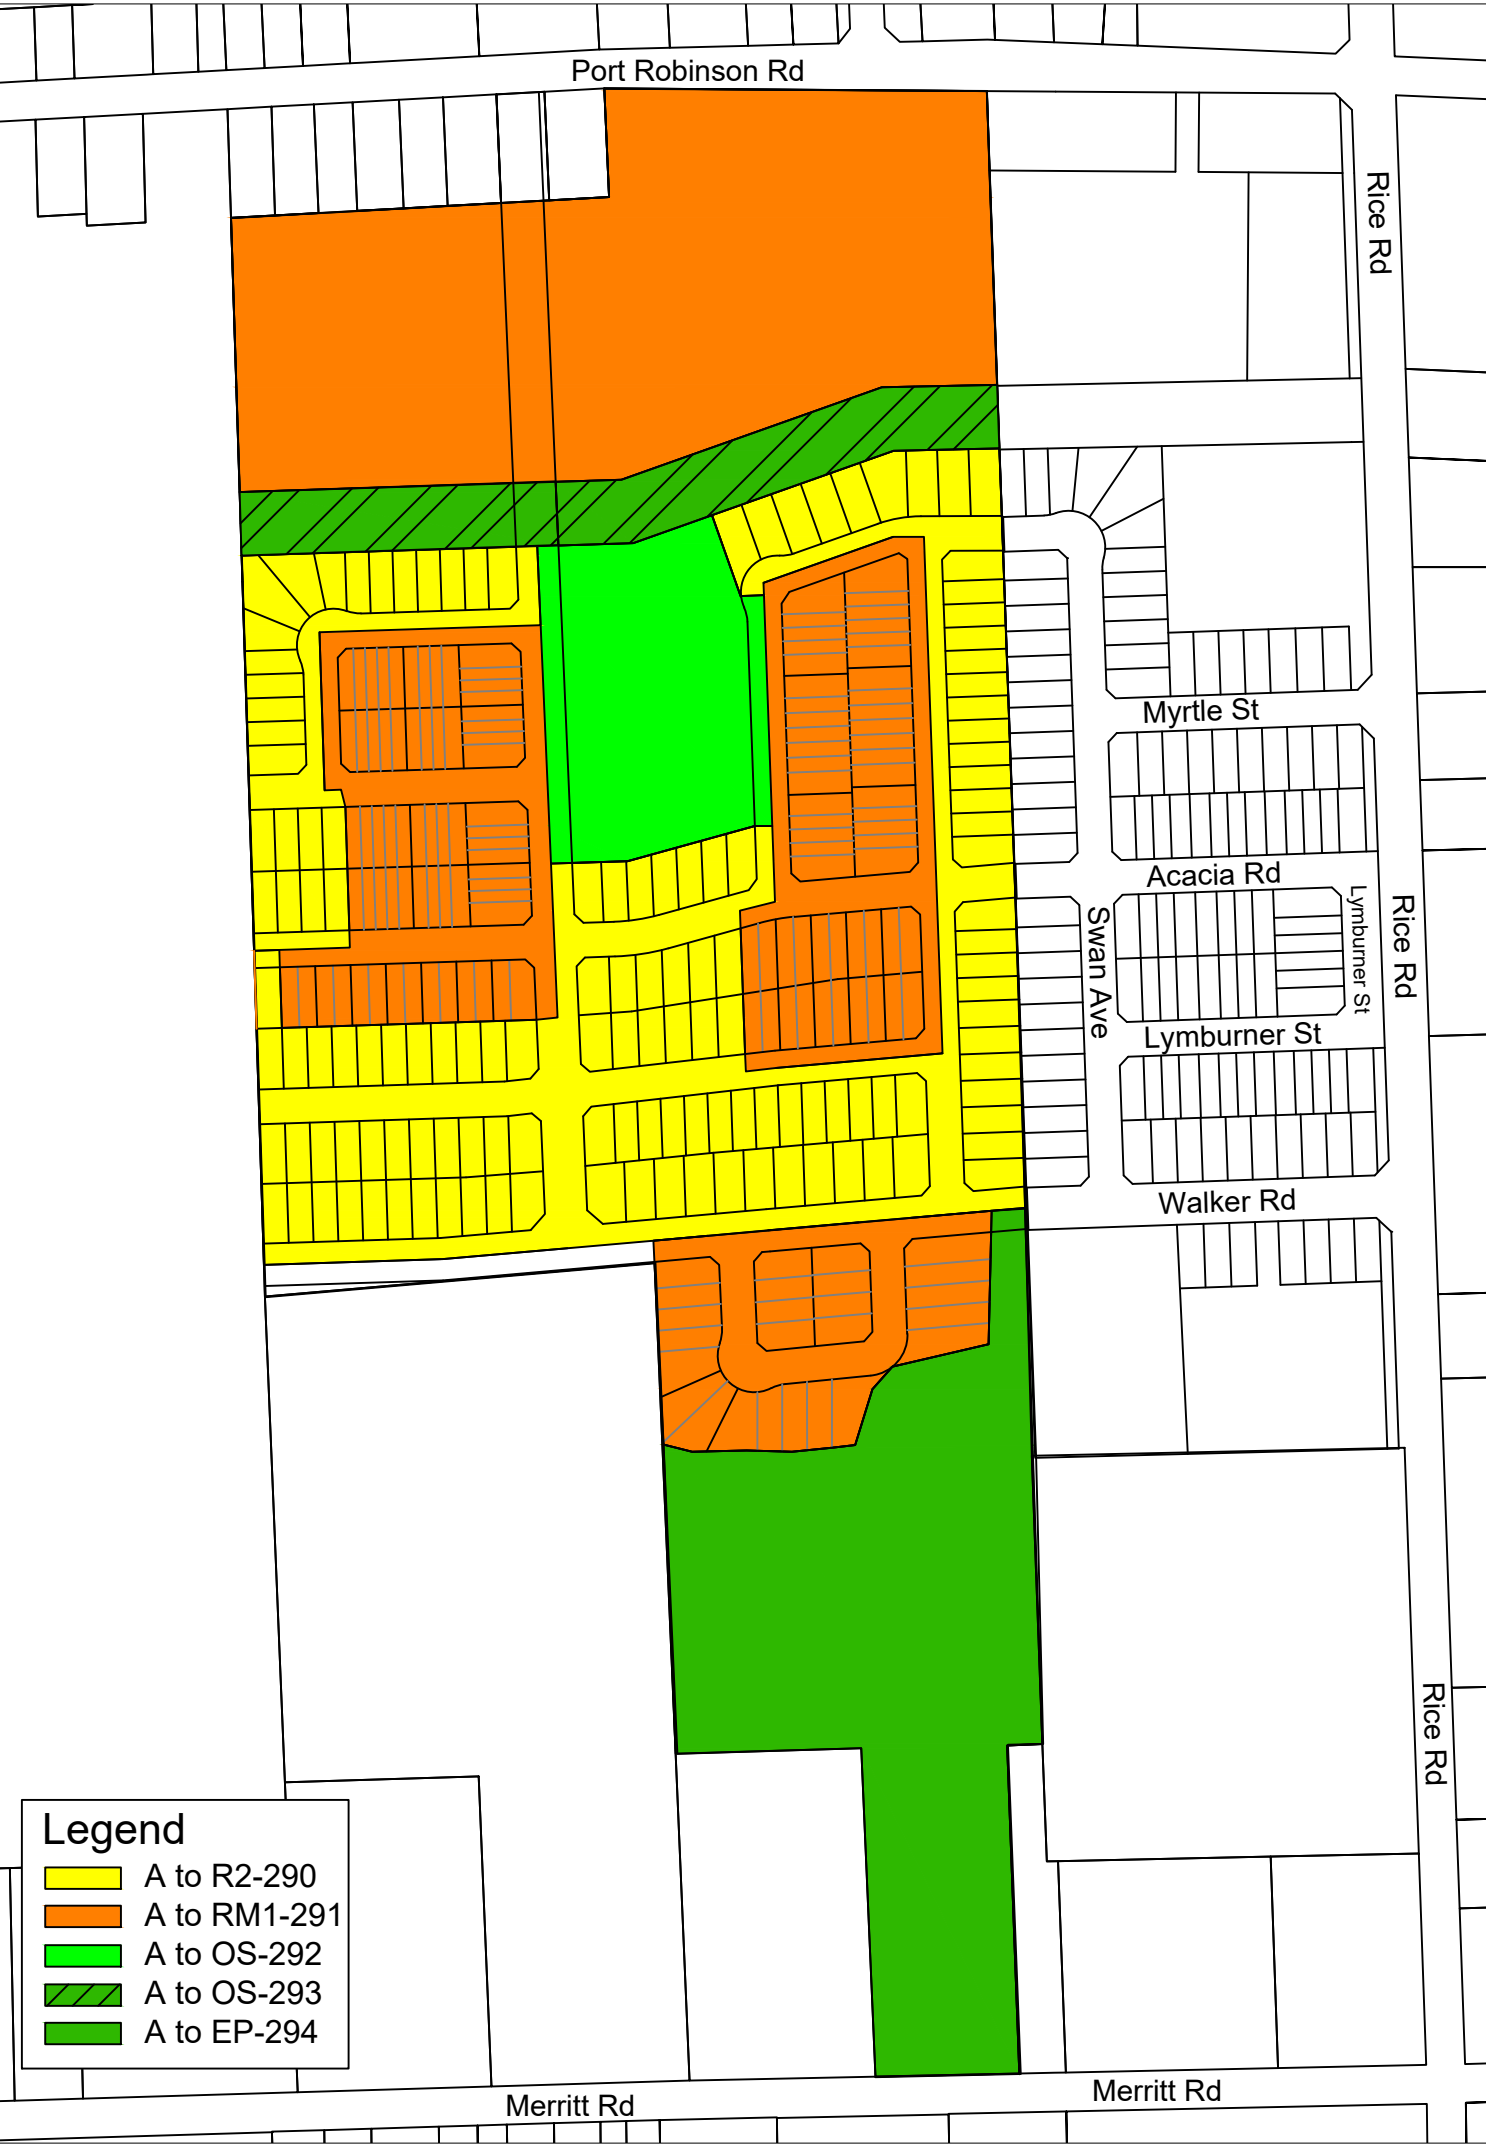 Port Robinson Rd
Rice Rd
Myrtle St
Acacia Rd
Lymburner St
Rice Rd
Swan Ave
Lymburner St
Walker Rd
Rice Rd
Legend
A to R2-290
A to RM1-291
A to OS-292
A to OS-293
A to EP-294
Merritt Rd
Merritt Rd